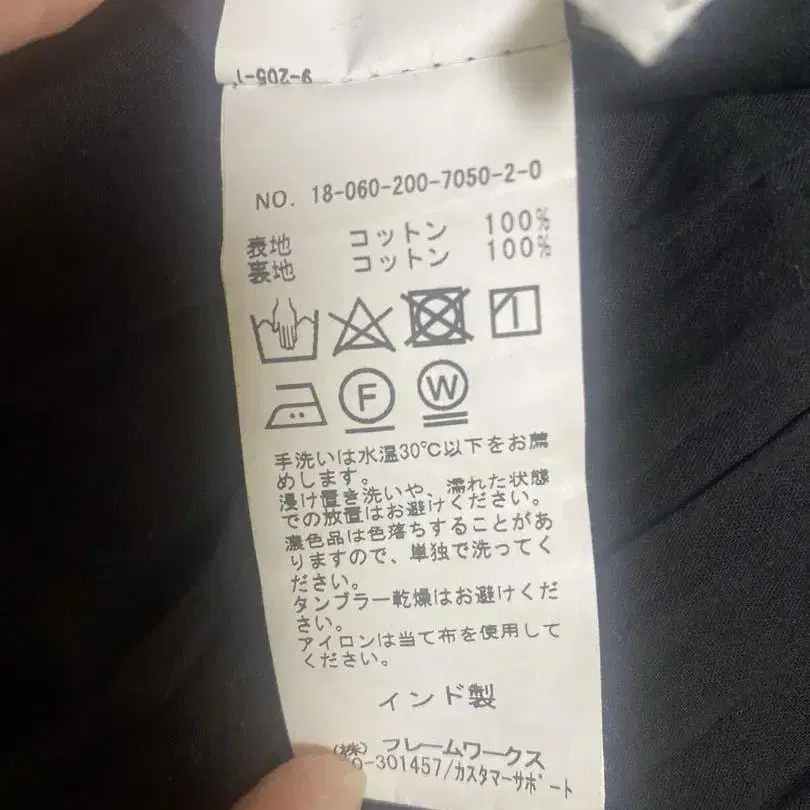 9-205-1
NO. 18-060-200-7050-2-0
表地 コットン 100%
裏地 コットン 100%
F W
手洗いは水温30℃以下をお薦
めします。
浸け置き洗いや、濡れた状態
での放置はお避けください。
濃色品は色落ちすることがあ
りますので、単独で洗ってく
ださい。
タンブラー乾燥はお避けくだ
さい。
アイロンは当て布を使用して
ください。
インド製
(株) フレームワークス
0-301457/カスタマーサポート